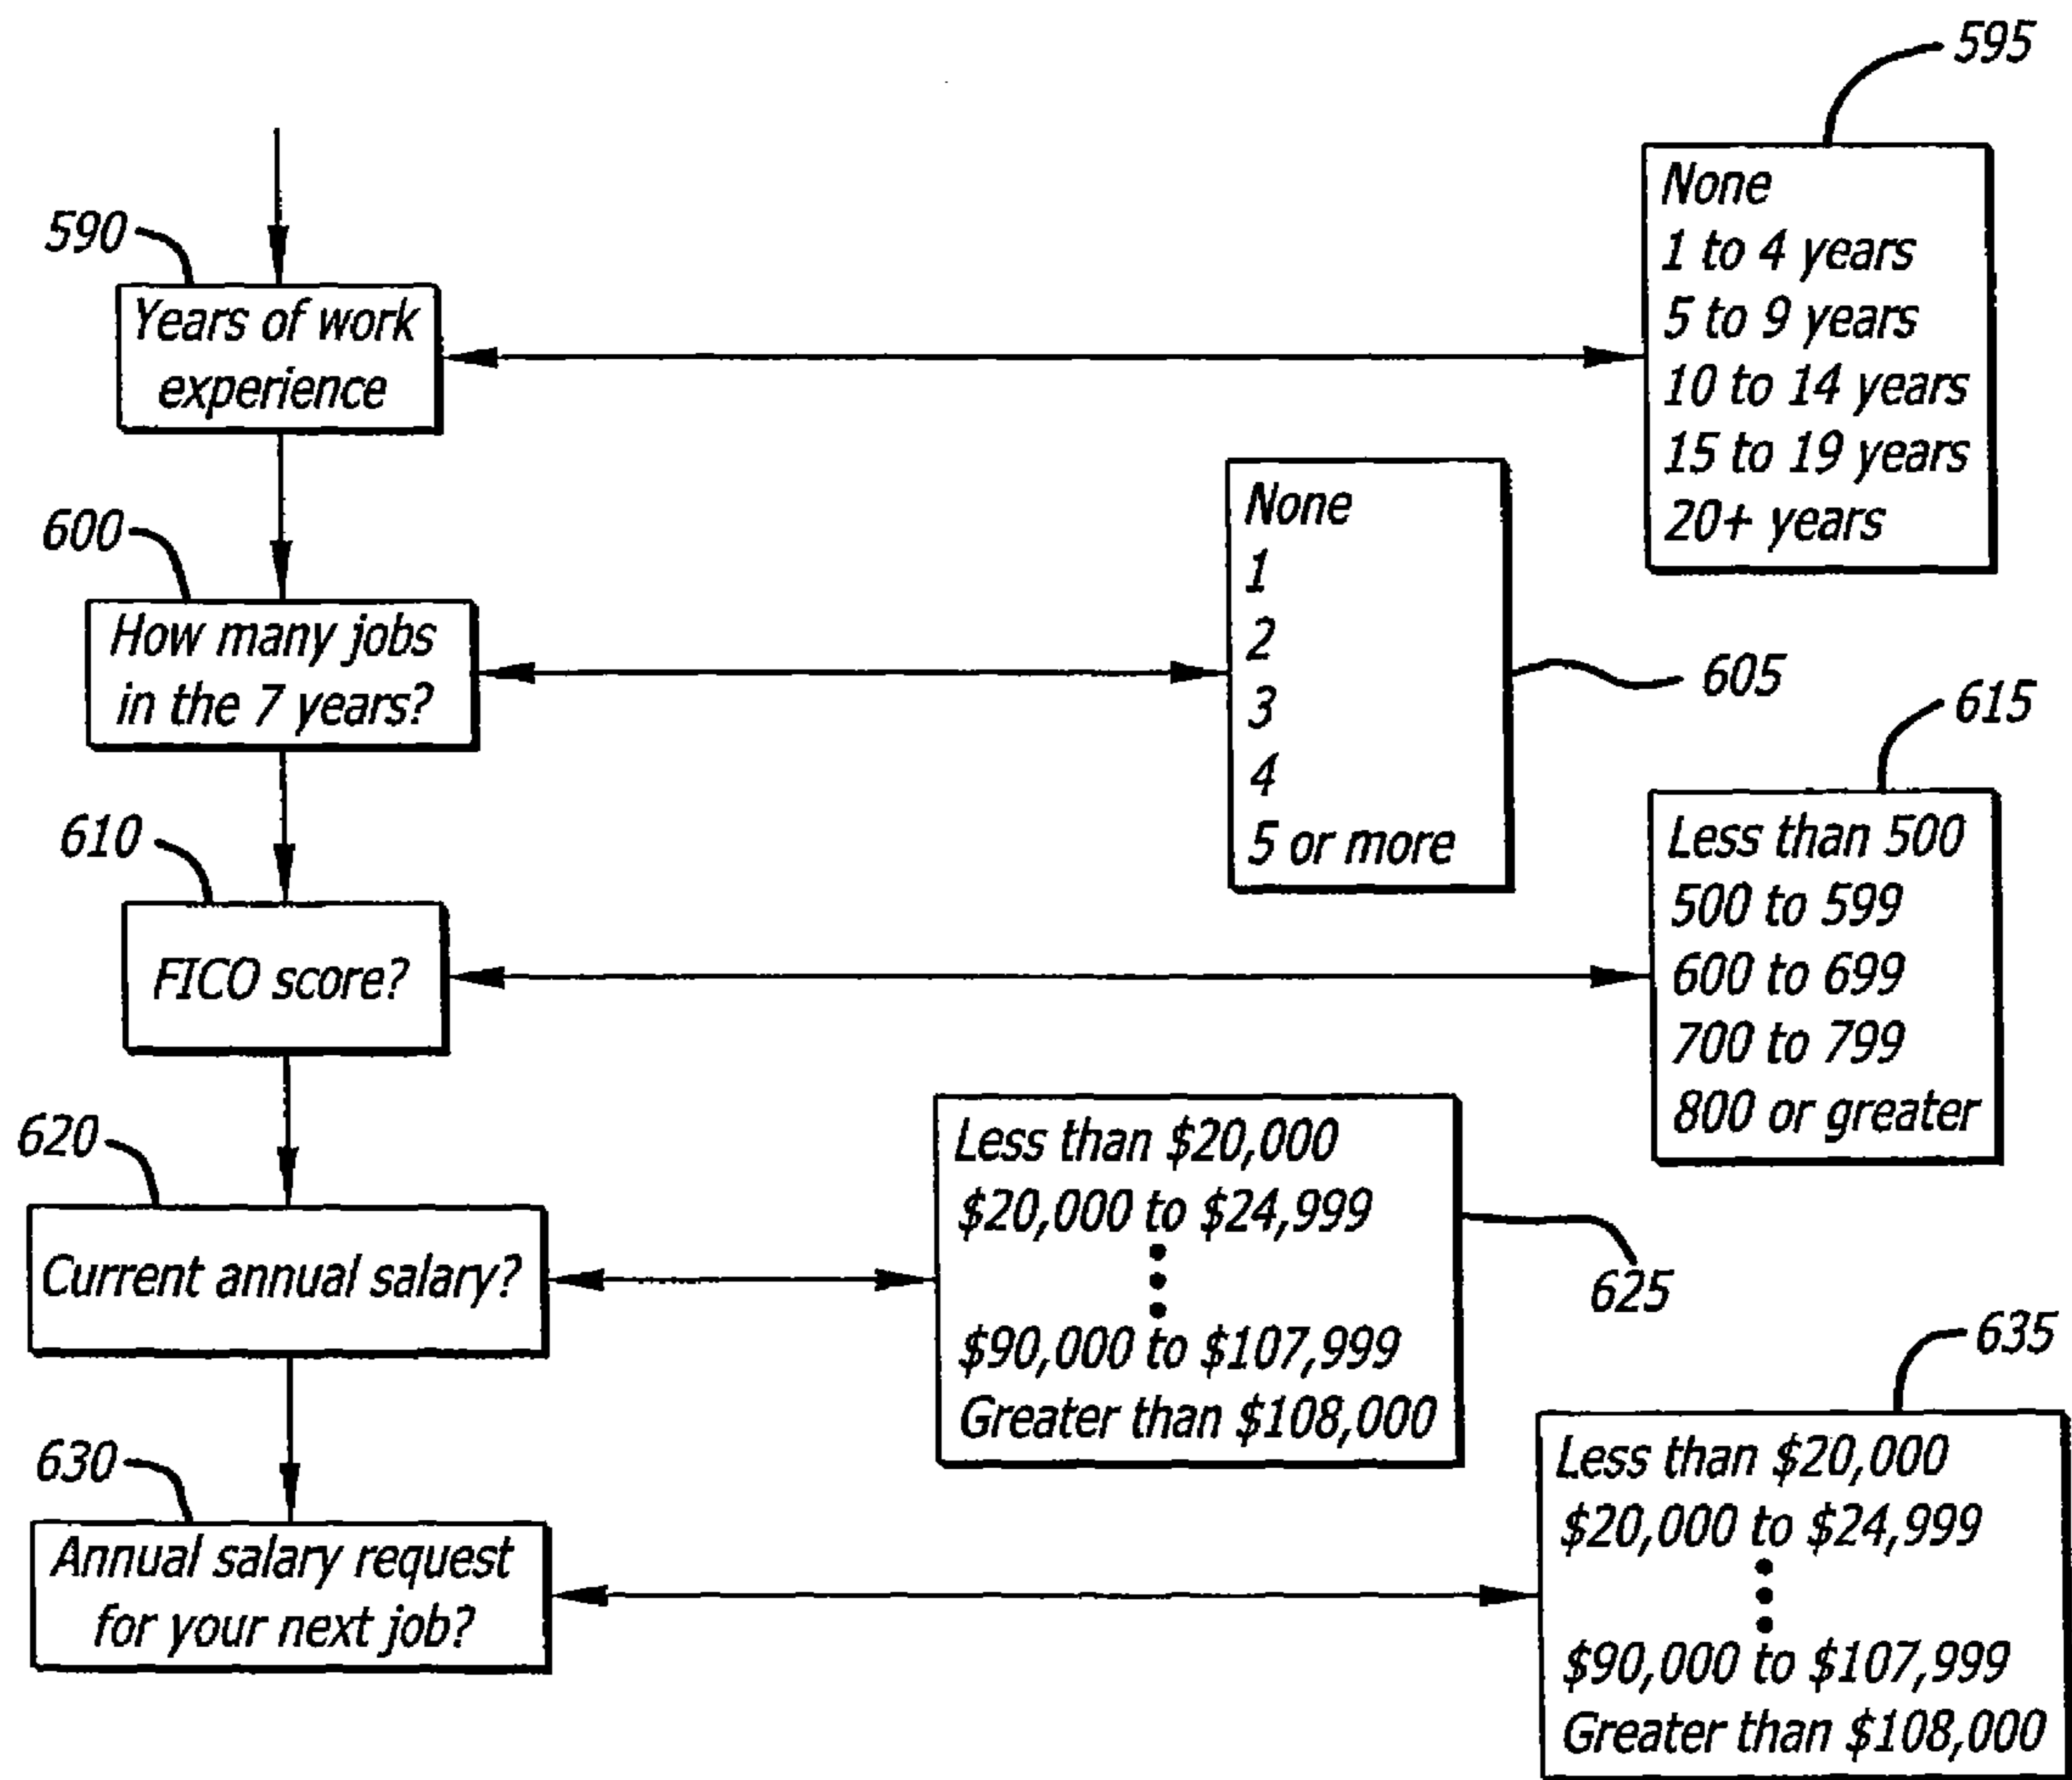 595
None
1 to 4 years
5 to 9 years
10 to 14 years
15 to 19 years
20+ years
590
Years of work
experience
600
How many jobs
in the 7 years?
None
1
2
3
4
5 or more
605
610
FICO score?
615
Less than 500
500 to 599
600 to 699
700 to 799
800 or greater
620
Current annual salary?
Less than $20,000
$20,000 to $24,999
$90,000 to $107,999
Greater than $108,000
625
630
Annual salary request
for your next job?
635
Less than $20,000
$20,000 to $24,999
$90,000 to $107,999
Greater than $108,000